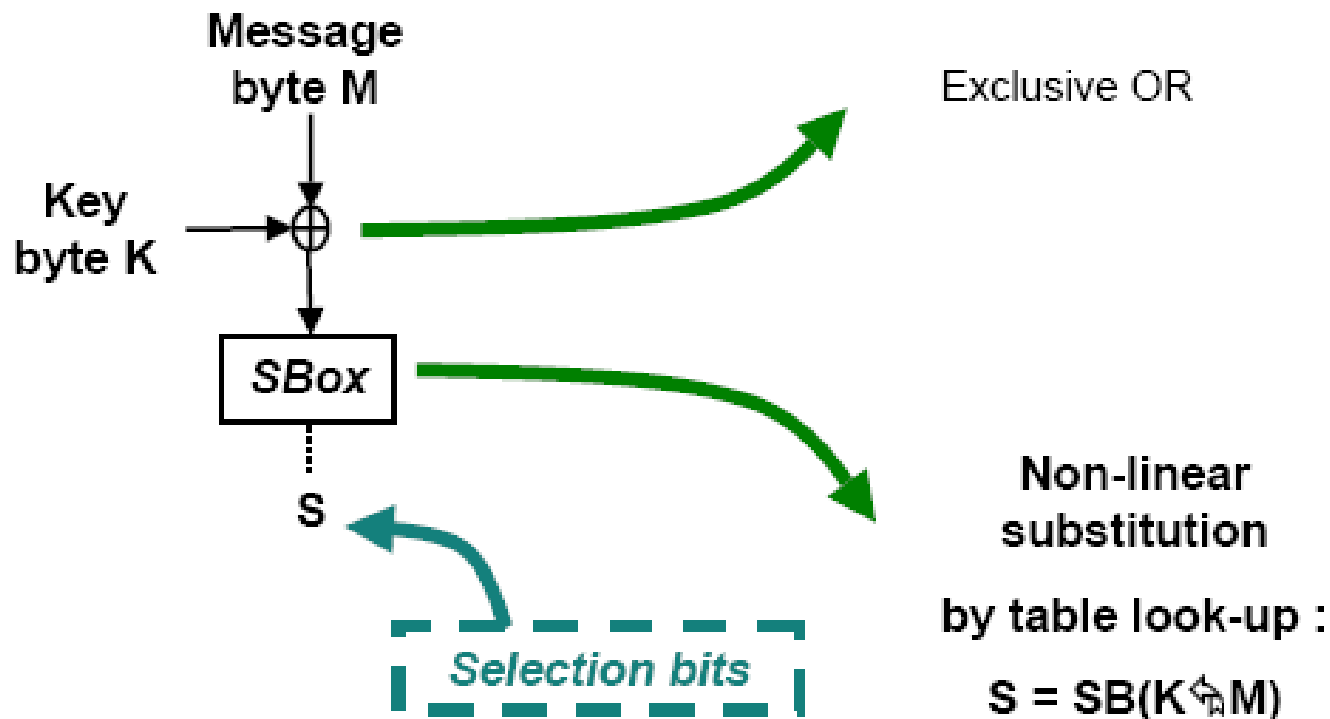 Message
byte M
Exclusive OR
Key
byte K
SBox
S
Non-linear
substitution
by table look-up :
Selection bits
S = SB(K⮰M)